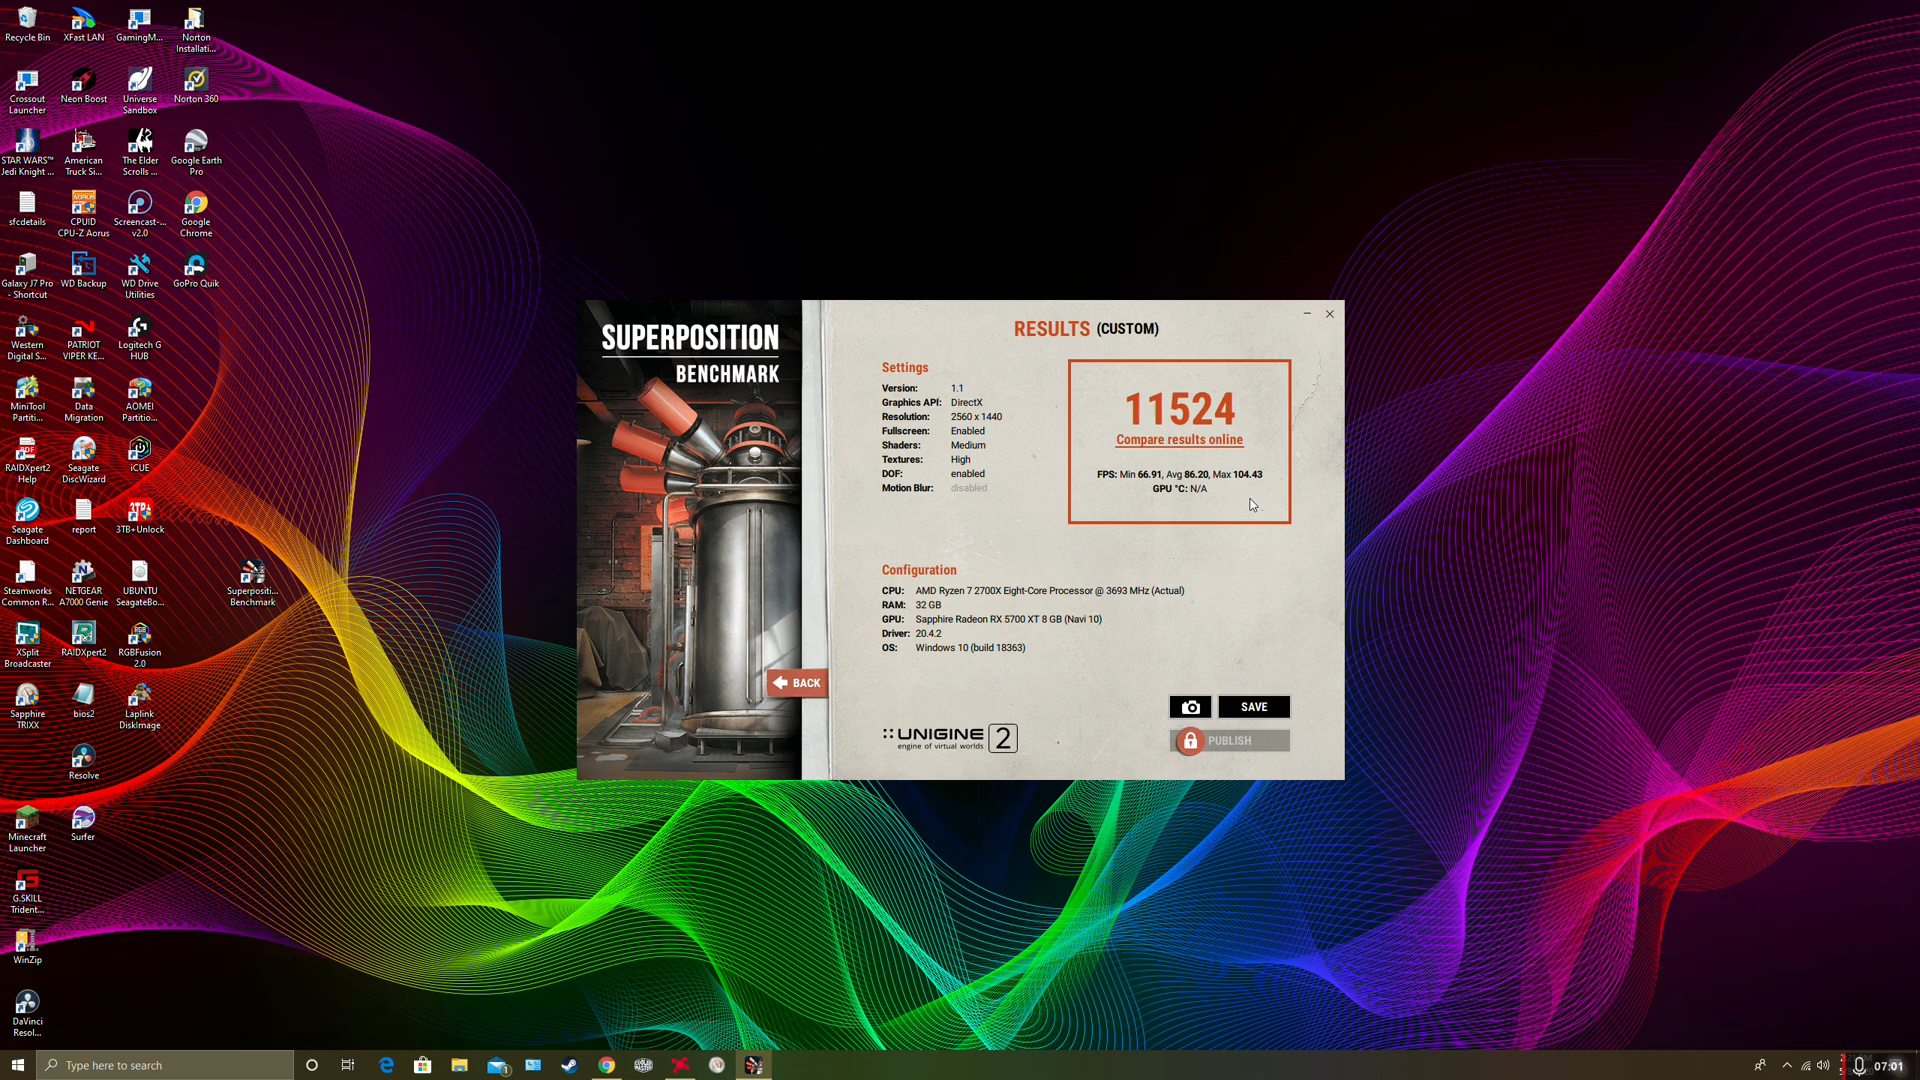 Recycle Bin
XFast LAN
GamingM...
Norton
Installati...
Crossout
Launcher
Neon Boost
Universe
Sandbox
Norton 360
STAR WARS™
Jedi Knight ...
American
Truck Si...
The Elder
Scrolls ...
Google Earth
Pro
sfcdetails
CPUID
CPU-Z Aorus
Screencast-...
v2.0
Google
Chrome
Galaxy J7 Pro
- Shortcut
WD Backup
WD Drive
Utilities
GoPro Quik
Western
Digital S...
PATRIOT
VIPER KE...
Logitech G
HUB
MiniTool
Partiti...
Data
Migration
AOMEI
Partitio...
RAIDXpert2
Help
Seagate
DiscWizard
iCUE
Seagate
Dashboard
report
3TB+Unlock
Steamworks
Common R...
NETGEAR
A7000 Genie
UBUNTU
SeagateBo...
Superpositi...
Benchmark
XSplit
Broadcaster
RAIDXpert2
RGBFusion
2.0
Sapphire
TRIXX
bios2
Laplink
DiskImage
Resolve
Minecraft
Launcher
Surfer
G.SKILL
Trident...
WinZip
DaVinci
Resol...
SUPERPOSITION
BENCHMARK
BACK
RESULTS (CUSTOM)
Settings
Version: 1.1
Graphics API: DirectX
Resolution: 2560 x 1440
Fullscreen: Enabled
Shaders: Medium
Textures: High
DOF: enabled
Motion Blur: disabled
11524
Compare results online
FPS: Min 66.91, Avg 86.20, Max 104.43
GPU °C: N/A
Configuration
CPU: AMD Ryzen 7 2700X Eight-Core Processor @ 3693 MHz (Actual)
RAM: 32 GB
GPU: Sapphire Radeon RX 5700 XT 8 GB (Navi 10)
Driver: 20.4.2
OS: Windows 10 (build 18363)
SAVE
PUBLISH
UNIGINE 2
engine of virtual worlds
Type here to search
07:01